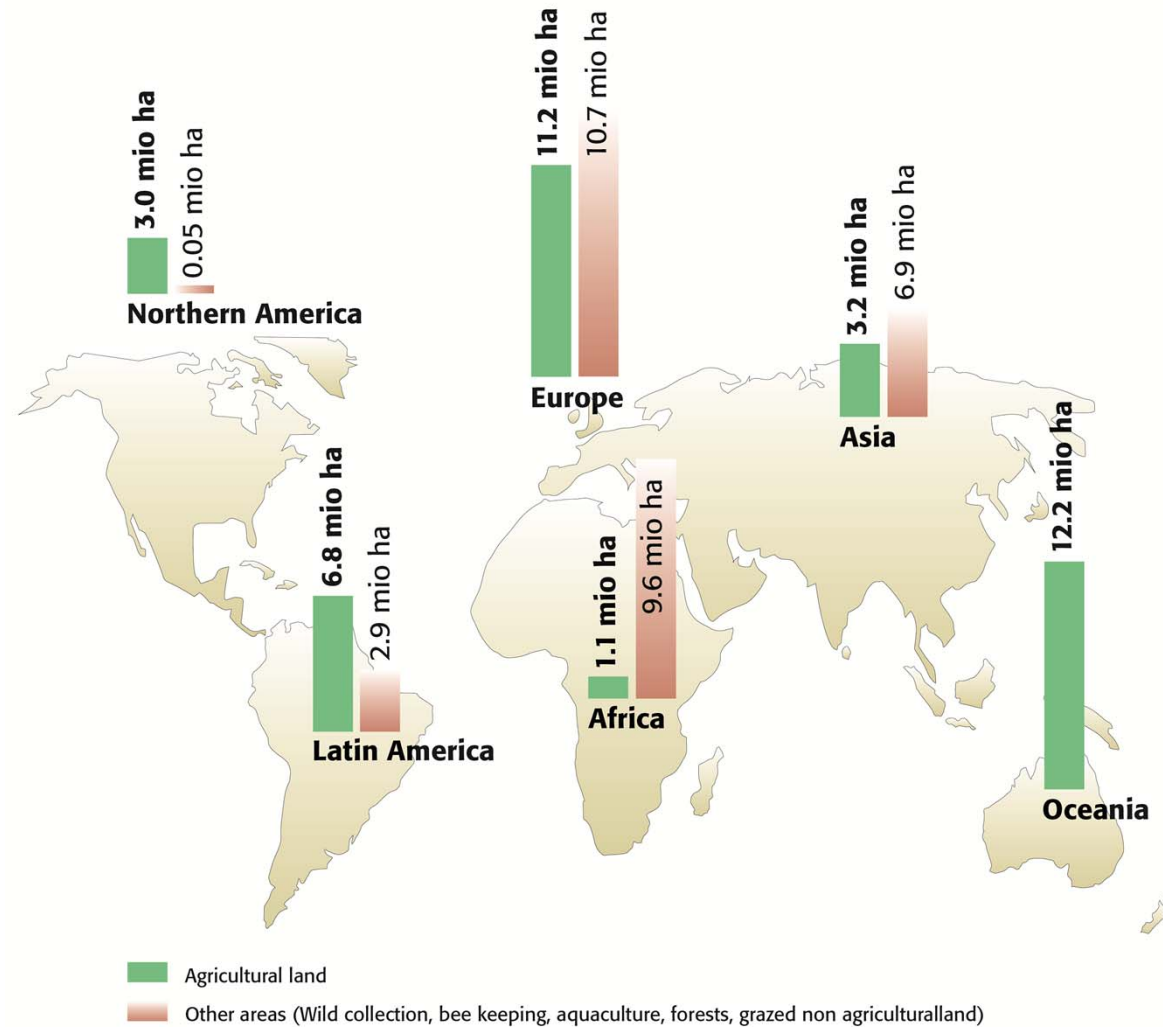 3.0 mio ha
0.05 mio ha
Northern America
11.2 mio ha
10.7 mio ha
Europe
3.2 mio ha
6.9 mio ha
Asia
6.8 mio ha
2.9 mio ha
Latin America
1.1 mio ha
9.6 mio ha
Africa
12.2 mio ha
Oceania
Agricultural land
Other areas (Wild collection, bee keeping, aquaculture, forests, grazed non agriculturalland)